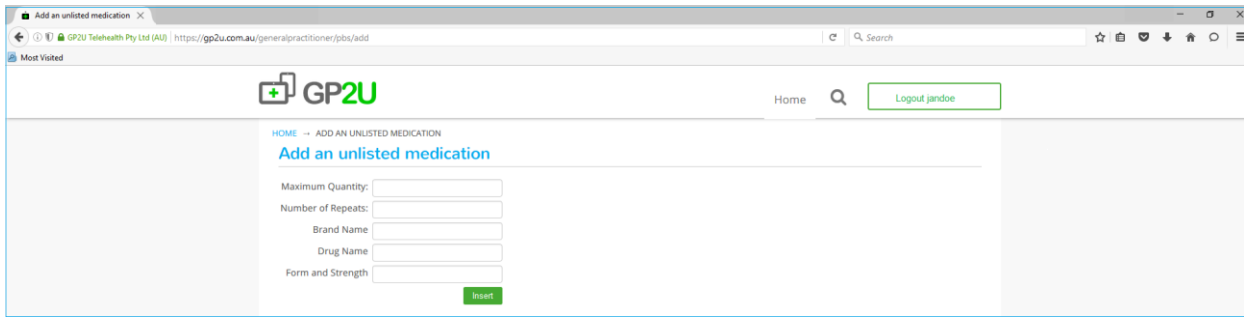 Add an unlisted medication
GP2U Telehealth Pty Ltd (AU) https://gp2u.com.au/generalpractitioner/pbs/add
Search
Most Visited
GP2U
Home
Logout jandoe
HOME → ADD AN UNLISTED MEDICATION
Add an unlisted medication
Maximum Quantity:
Number of Repeats:
Brand Name
Drug Name
Form and Strength
Insert